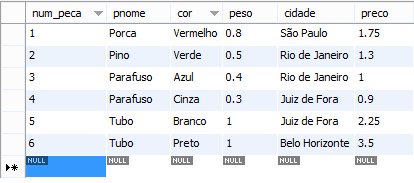 num_peca pnome cor peso cidade preco
1 Porca Vermelho 0.8 São Paulo 1.75
2 Pino Verde 0.5 Rio de Janeiro 1.3
3 Parafuso Azul 0.4 Rio de Janeiro 1
4 Parafuso Cinza 0.3 Juiz de Fora 0.9
5 Tubo Branco 1 Juiz de Fora 2.25
6 Tubo Preto 1 Belo Horizonte 3.5
NULL NULL NULL NULL NULL NULL